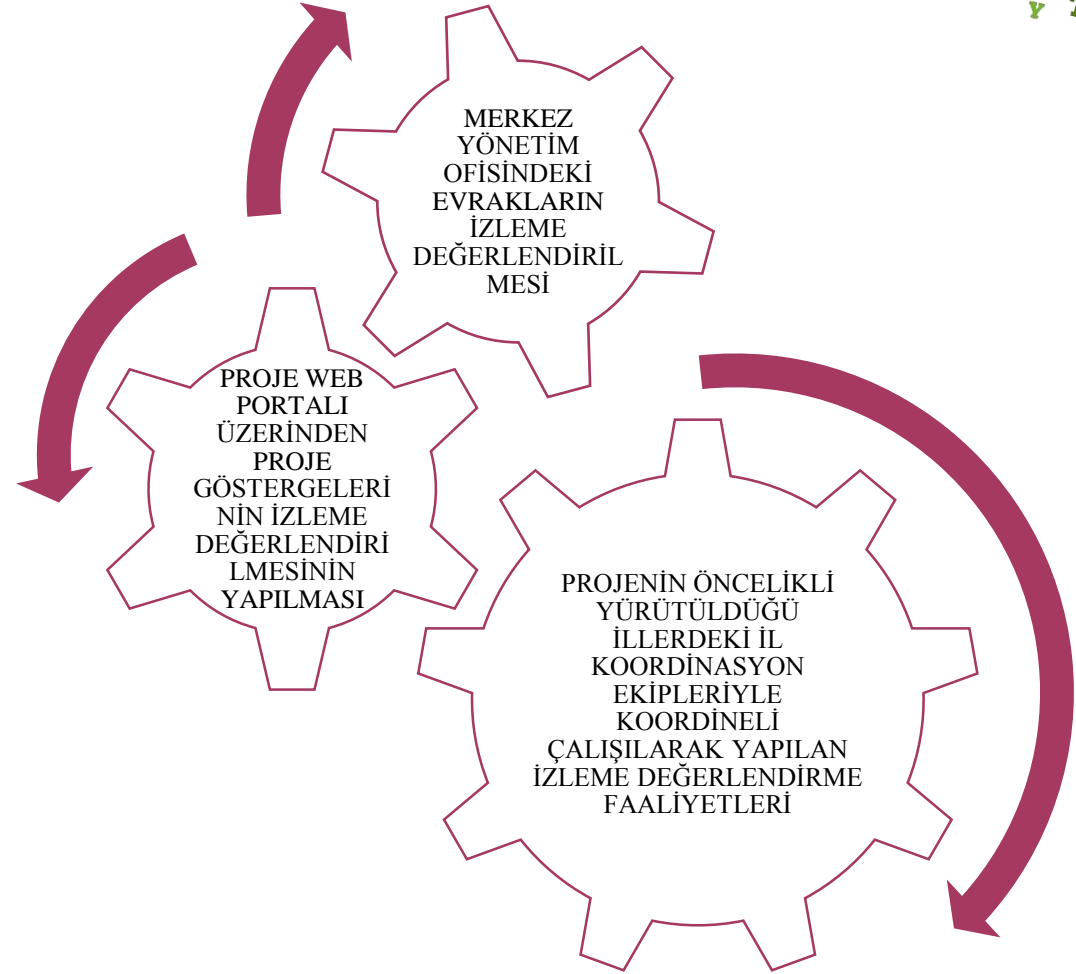 MERKEZ
YÖNETİM
OFİSİNDEKİ
EVRAKLARIN
İZLEME
DEĞERLENDİRİL
MESİ
PROJE WEB
PORTALI
ÜZERİNDEN
PROJE
GÖSTERGELERİ
NİN İZLEME
DEĞERLENDİRİ
LMESİNİN
YAPILMASI
PROJENİN ÖNCELİKLİ
YÜRÜTÜLDÜĞÜ
İLLERDEKİ İL
KOORDİNASYON
EKİPLERİYLE
KOORDİNELİ
ÇALIŞILARAK YAPILAN
İZLEME DEĞERLENDİRME
FAALİYETLERİ